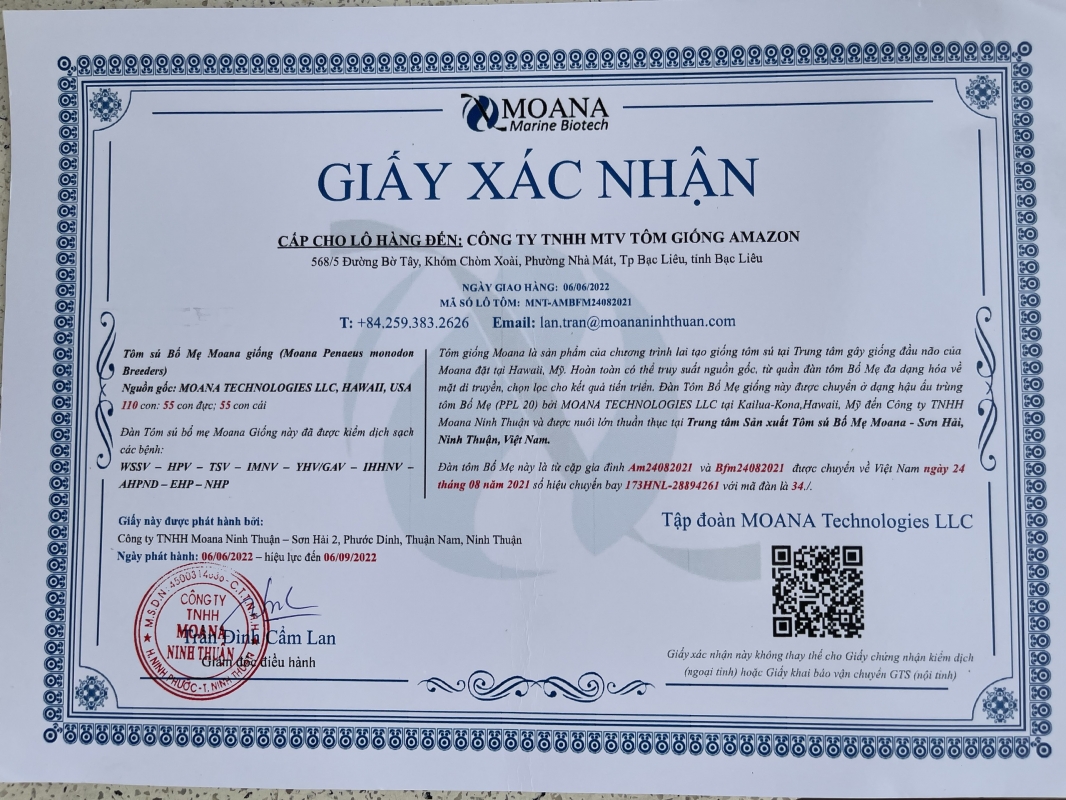 MOANA
Marine Biotech
GIẤY XÁC NHẬN
CẤP CHO LÔ HÀNG ĐẾN: CÔNG TY TNHH MTV TÔM GIỐNG AMAZON
568/5 Đường Bờ Tây, Khóm Chòm Xoài, Phường Nhà Mát, Tp Bạc Liêu, tỉnh Bạc Liêu
NGÀY GIAO HÀNG: 06/06/2022
MÃ SỐ LÔ TÔM: MNT-AMBFM24082021
T: +84.259.383.2626 Email: lan.tran@moananinhthuan.com
Tôm sú Bố Mẹ Moana giống (Moana Penaeus monodon
Breeders)
Nguồn gốc: MOANA TECHNOLOGIES LLC, HAWAII, USA
110 con: 55 con đực; 55 con cái
Đàn Tôm sú bố mẹ Moana Giống này đã được kiểm dịch sạch
các bệnh:
WSSV – HPV – TSV – IMNV – YHV/GAV – IHHNV –
AHPND – EHP – NHP
Tôm giống Moana là sản phẩm của chương trình lai tạo giống tôm sú tại Trung tâm gây giống đầu não của
Moana đặt tại Hawaii, Mỹ. Hoàn toàn có thể truy suất nguồn gốc, từ quần đàn tôm Bố Mẹ đa dạng hóa về
mặt di truyền, chọn lọc cho kết quả tiến triển. Đàn Tôm Bố Mẹ giống này được chuyển ở dạng hậu ấu trùng
tôm Bố Mẹ (PPL 20) bởi MOANA TECHNOLOGIES LLC tại Kailua-Kona,Hawaii, Mỹ đến Công ty TNHH
Moana Ninh Thuận và được nuôi lớn thuần thục tại Trung tâm Sản xuất Tôm sú Bố Mẹ Moana - Sơn Hải,
Ninh Thuận, Việt Nam.
Đàn tôm Bố Mẹ này là từ cặp gia đình Am24082021 và Bfm24082021 được chuyển về Việt Nam ngày 24
tháng 08 năm 2021 số hiệu chuyến bay 173HNL-28894261 với mã đàn là 34./.
Giấy này được phát hành bởi:
Công ty TNHH Moana Ninh Thuận – Sơn Hải 2, Phước Dinh, Thuận Nam, Ninh Thuận
Ngày phát hành: 06/06/2022 – hiệu lực đến 06/09/2022
Tập đoàn MOANA Technologies LLC
CÔNG TY
TNHH
MOANA
NINH THUẬN
Trần Đình Cẩm Lan
Giám đốc điều hành
Giấy xác nhận này không thay thế cho Giấy chứng nhận kiểm dịch
(ngoại tỉnh) hoặc Giấy khai báo vận chuyển GTS (nội tỉnh)